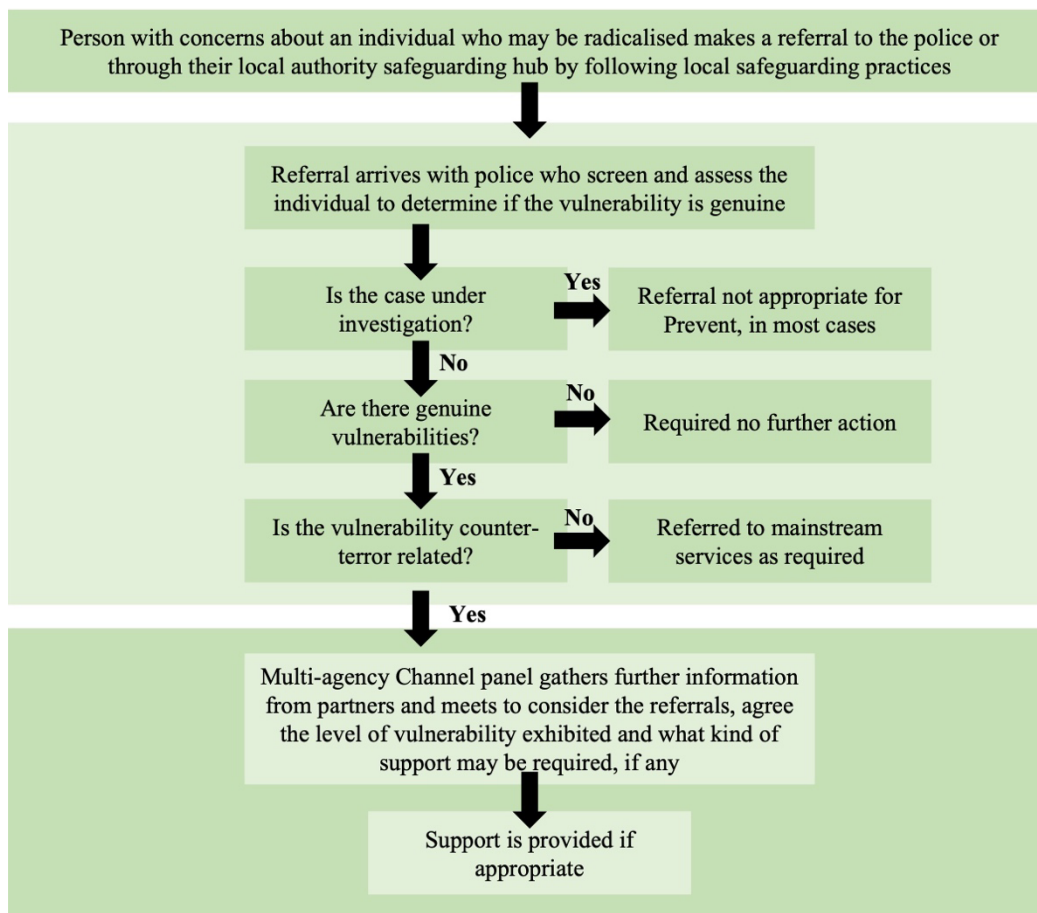 Person with concerns about an individual who may be radicalised makes a referral to the police or
through their local authority safeguarding hub by following local safeguarding practices
Referral arrives with police who screen and assess the
individual to determine if the vulnerability is genuine
Is the case under
investigation?
Yes
Referral not appropriate for
Prevent, in most cases
No
Are there genuine
vulnerabilities?
No
Required no further action
Yes
Is the vulnerability counter-
terror related?
No
Referred to mainstream
services as required
Yes
Multi-agency Channel panel gathers further information
from partners and meets to consider the referrals, agree
the level of vulnerability exhibited and what kind of
support may be required, if any
Support is provided if
appropriate